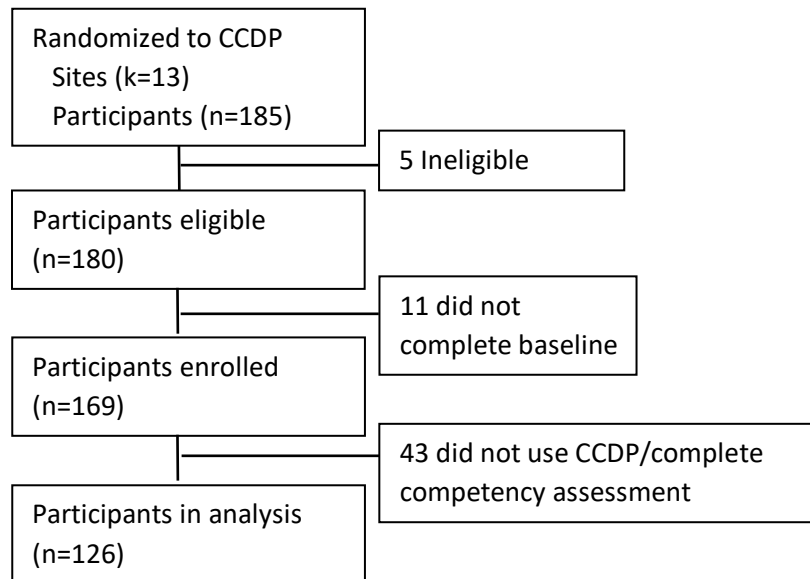 Randomized to CCDP
Sites (k=13)
Participants (n=185)
5 Ineligible
Participants eligible
(n=180)
11 did not
complete baseline
Participants enrolled
(n=169)
43 did not use CCDP/complete
competency assessment
Participants in analysis
(n=126)